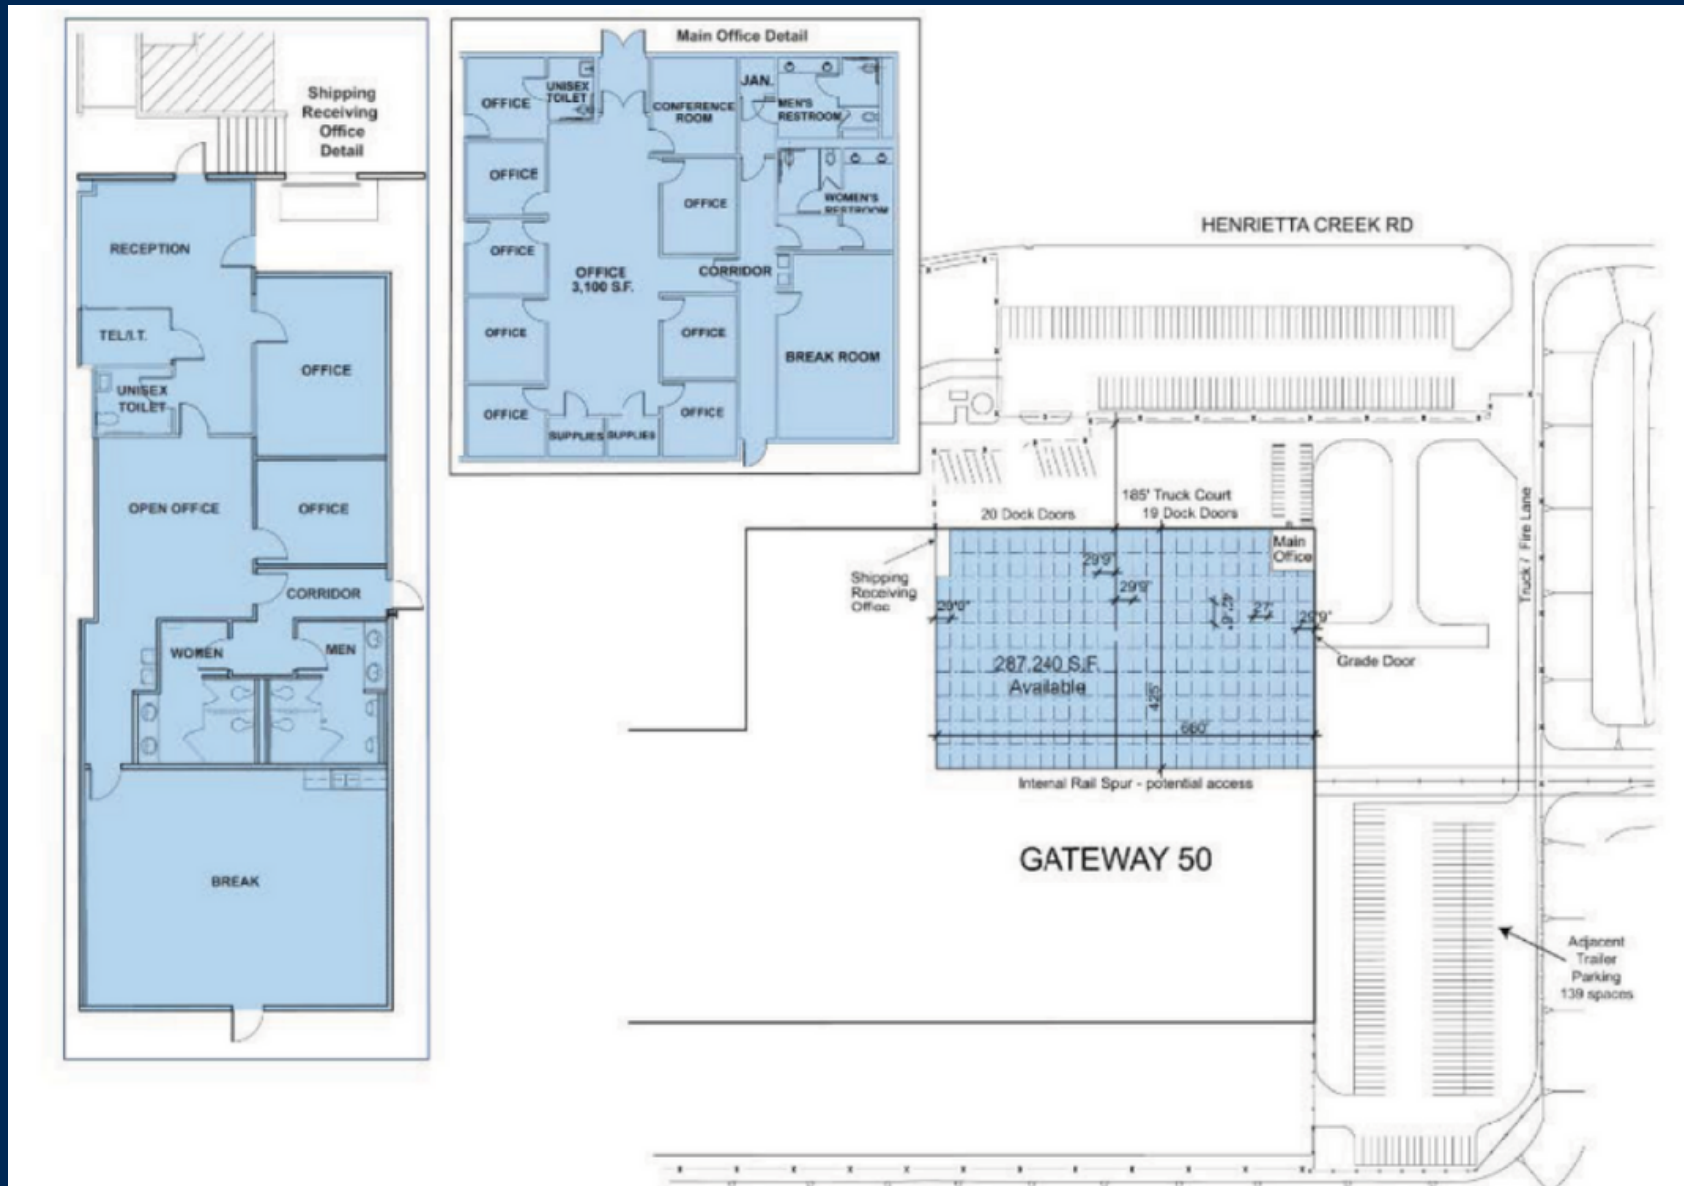 Shipping
Receiving
Office
Detail
RECEPTION
TEL/I.T.
UNISEX
TOILET
OFFICE
OPEN OFFICE
OFFICE
CORRIDOR
WOMEN
MEN
BREAK
Main Office Detail
OFFICE
UNISEX
TOILET
CONFERENCE
ROOM
JAN.
MEN'S
RESTROOM
OFFICE
OFFICE
WOMEN'S
RESTROOM
OFFICE
OFFICE
3,100 S.F.
CORRIDOR
OFFICE
OFFICE
BREAK ROOM
OFFICE
OFFICE
SUPPLIES
SUPPLIES
HENRIETTA CREEK RD
185' Truck Court
20 Dock Doors
19 Dock Doors
Main
Office
Shipping
Receiving
Office
29'9"
29'9"
27'
29'9"
Grade Door
Truck / Fire Lane
287,240 S.F.
Available
425'
660'
Internal Rail Spur - potential access
GATEWAY 50
Adjacent
Trailer
Parking
139 spaces